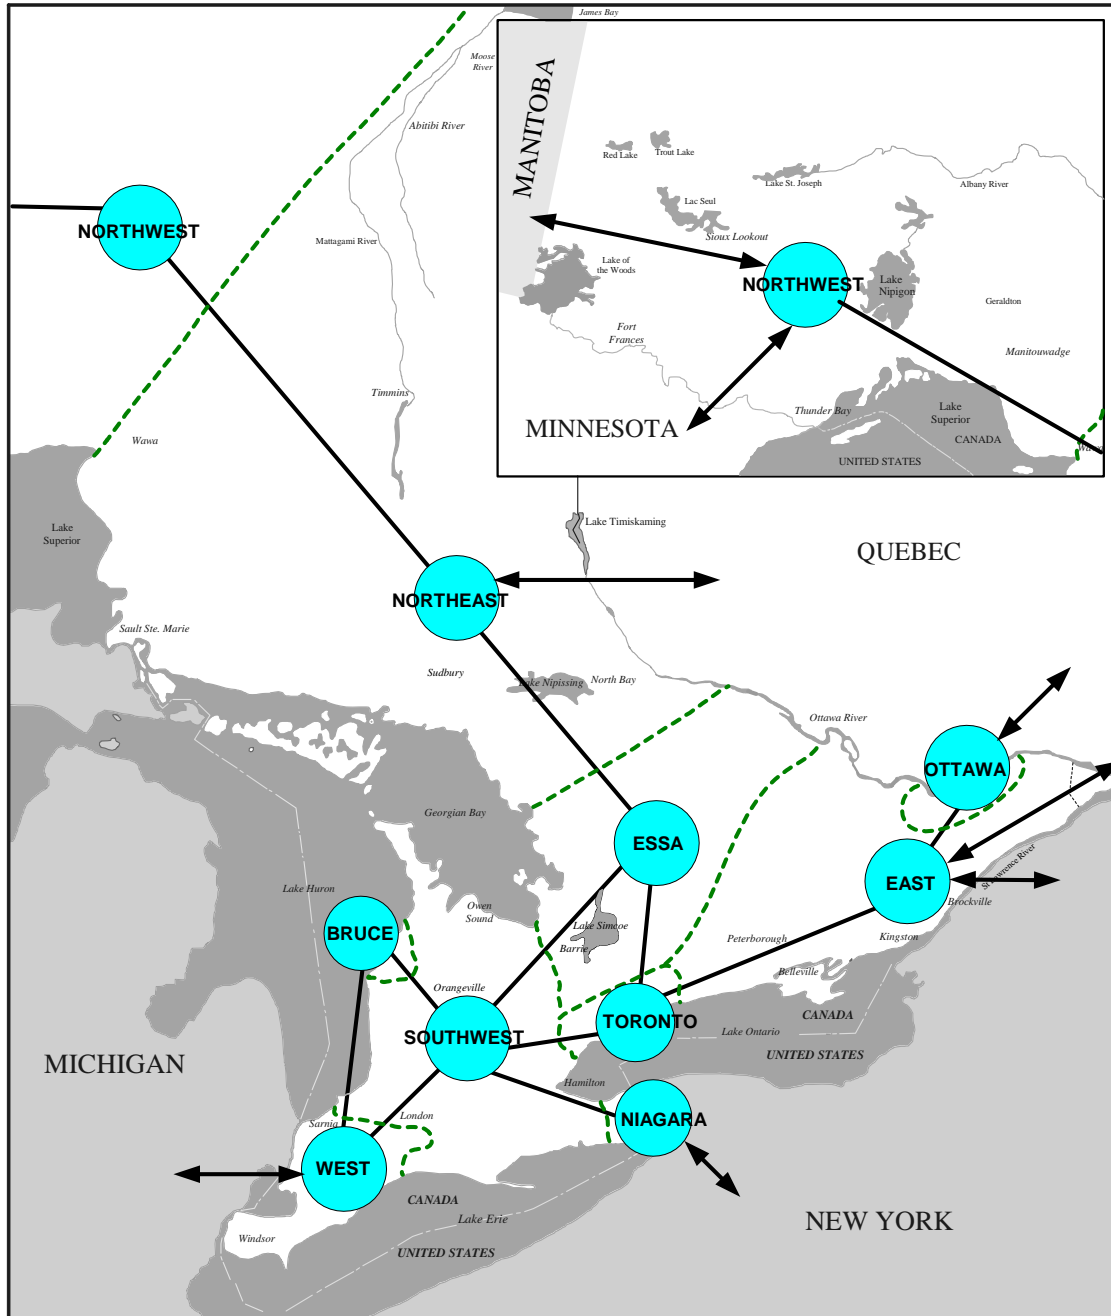 James Bay
Moose
River
Abitibi River
MANITOBA
Red Lake
Trout Lake
Lake St. Joseph
Albany River
Lac Seul
Sioux Lookout
NORTHWEST
Mattagami River
Lake of
the Woods
NORTHWEST
Lake
Nipigon
Geraldton
Fort
Frances
Manitouwadge
Timmins
Thunder Bay
Lake
Superior
MINNESOTA
CANADA
Wawa
UNITED STATES
Wawa
Lake
Superior
Lake Timiskaming
QUEBEC
NORTHEAST
Sault Ste. Marie
Sudbury
Lake Nipissing
North Bay
Ottawa River
OTTAWA
Georgian Bay
ESSA
St Lawrence River
EAST
Lake Huron
Brockville
Owen
Sound
Lake Simcoe
BRUCE
Barrie
Peterborough
Kingston
Belleville
Orangeville
CANADA
TORONTO
SOUTHWEST
Lake Ontario
UNITED STATES
MICHIGAN
Hamilton
London
Sarnia
NIAGARA
WEST
CANADA
Lake Erie
NEW YORK
Windsor
UNITED STATES